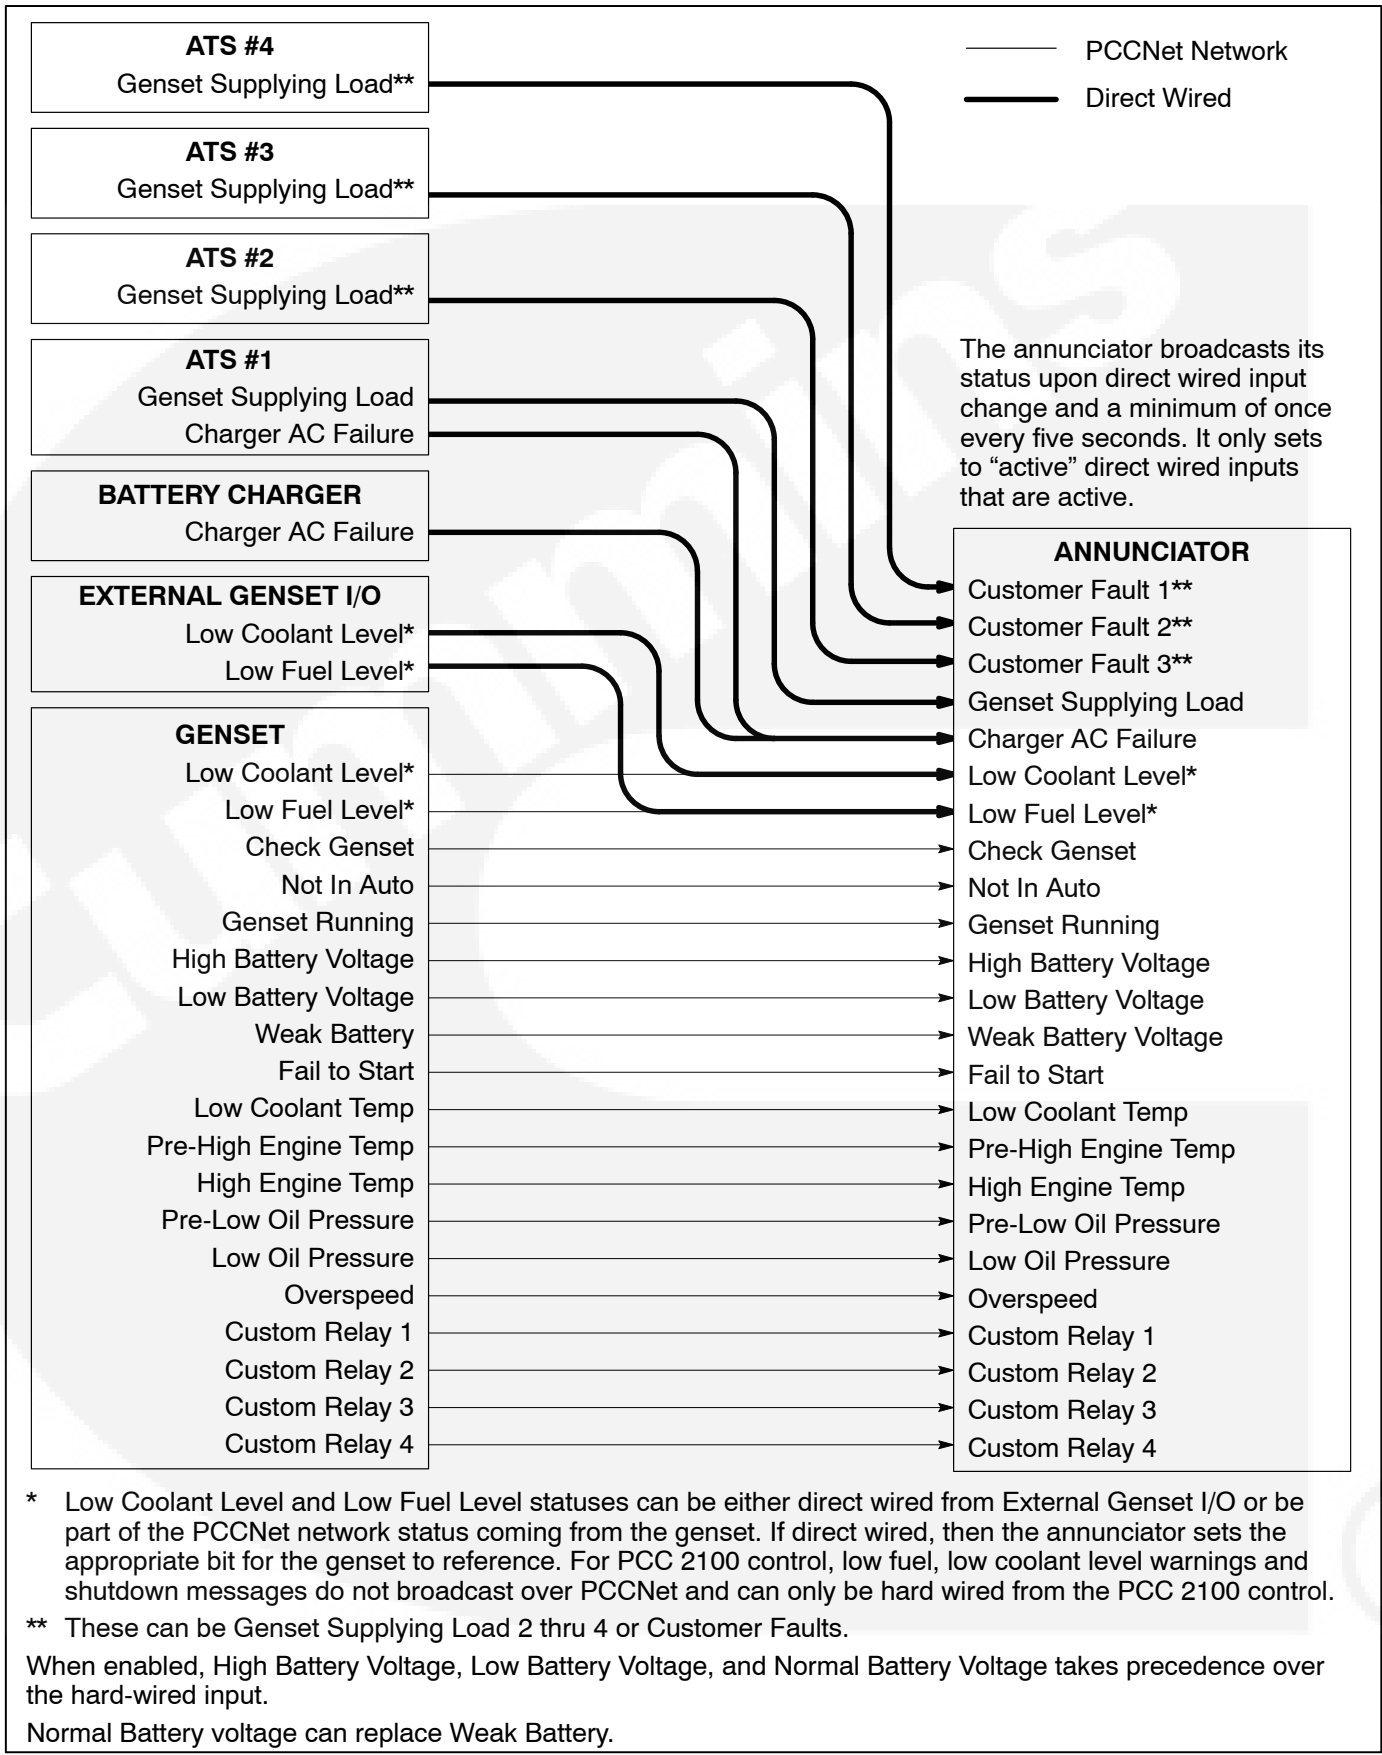 ATS #4
Genset Supplying Load**
PCCNet Network
Direct Wired
ATS #3
Genset Supplying Load**
ATS #2
Genset Supplying Load**
ATS #1
Genset Supplying Load
Charger AC Failure
BATTERY CHARGER
Charger AC Failure
EXTERNAL GENSET I/O
Low Coolant Level*
Low Fuel Level*
GENSET
Low Coolant Level*
Low Fuel Level*
Check Genset
Not In Auto
Genset Running
High Battery Voltage
Low Battery Voltage
Weak Battery
Fail to Start
Low Coolant Temp
Pre-High Engine Temp
High Engine Temp
Pre-Low Oil Pressure
Low Oil Pressure
Overspeed
Custom Relay 1
Custom Relay 2
Custom Relay 3
Custom Relay 4
The annunciator broadcasts its
status upon direct wired input
change and a minimum of once
every five seconds. It only sets
to “active” direct wired inputs
that are active.
ANNUNCIATOR
Customer Fault 1**
Customer Fault 2**
Customer Fault 3**
Genset Supplying Load
Charger AC Failure
Low Coolant Level*
Low Fuel Level*
Check Genset
Not In Auto
Genset Running
High Battery Voltage
Low Battery Voltage
Weak Battery Voltage
Fail to Start
Low Coolant Temp
Pre-High Engine Temp
High Engine Temp
Pre-Low Oil Pressure
Low Oil Pressure
Overspeed
Custom Relay 1
Custom Relay 2
Custom Relay 3
Custom Relay 4
* Low Coolant Level and Low Fuel Level statuses can be either direct wired from External Genset I/O or be
part of the PCCNet network status coming from the genset. If direct wired, then the annunciator sets the
appropriate bit for the genset to reference. For PCC 2100 control, low fuel, low coolant level warnings and
shutdown messages do not broadcast over PCCNet and can only be hard wired from the PCC 2100 control.
** These can be Genset Supplying Load 2 thru 4 or Customer Faults.
When enabled, High Battery Voltage, Low Battery Voltage, and Normal Battery Voltage takes precedence over
the hard-wired input.
Normal Battery voltage can replace Weak Battery.
Cummins